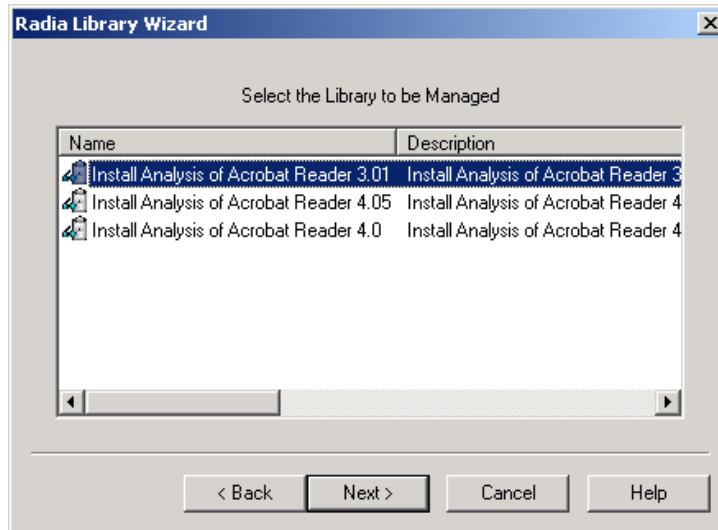 Radia Library Wizard
Select the Library to be Managed
Name Description
Install Analysis of Acrobat Reader 3.01 Install Analysis of Acrobat Reader 3
Install Analysis of Acrobat Reader 4.05 Install Analysis of Acrobat Reader 4
Install Analysis of Acrobat Reader 4.0 Install Analysis of Acrobat Reader 4
< Back Next > Cancel Help